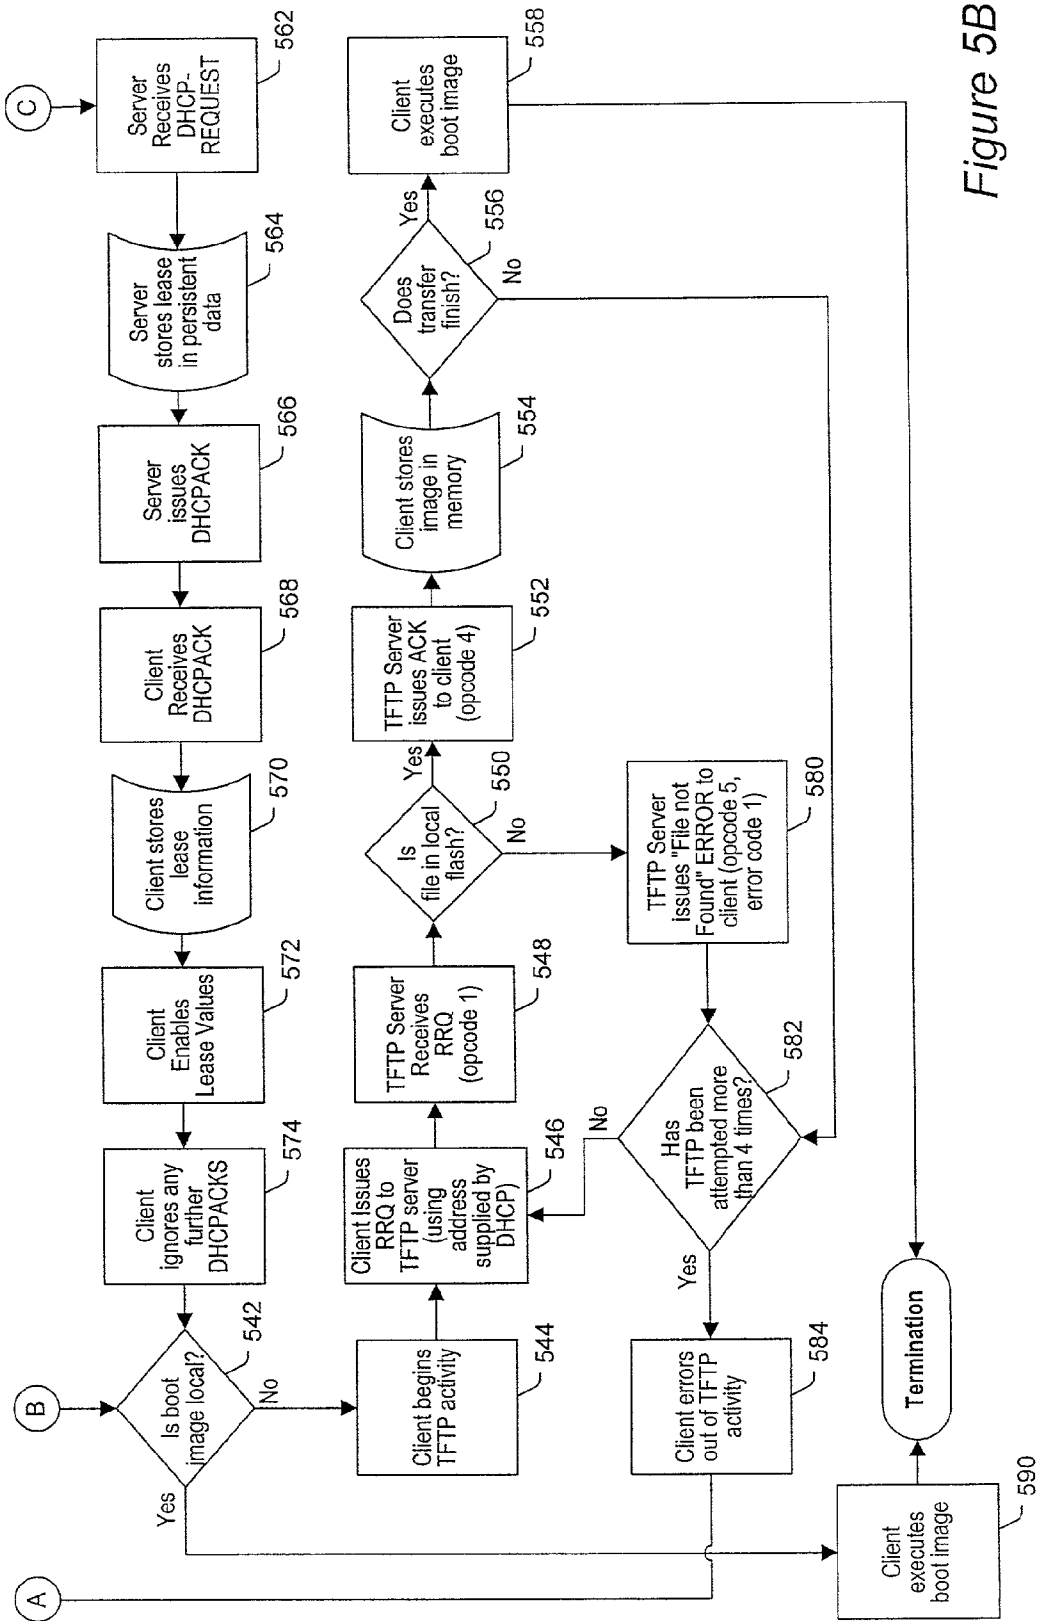 C
Server
Receives
DHCP-
REQUEST
562
Server
stores lease
in persistent
data
564
Server
issues
DHCPACK
566
Client
Receives
DHCPACK
568
Client stores
lease
information
570
Client
Enables
Lease Values
572
Client
ignores any
further
DHCPACKS
574
B
Is boot
image local?
542
Yes
No
A
Client begins
TFTP activity
544
Client Issues
RRQ to
TFTP server
(using
address
supplied by
DHCP)
546
TFTP Server
Receives
RRQ
(opcode 1)
548
Is
file in local
flash?
550
Yes
No
TFTP Server
issues ACK
to client
(opcode 4)
552
Client stores
image in
memory
554
Does
transfer
finish?
556
Yes
No
Client
executes
boot image
558
TFTP Server
issues "File not
Found" ERROR to
client (opcode 5,
error code 1)
580
Has
TFTP been
attempted more
than 4 times?
582
No
Yes
Client errors
out of TFTP
activity
584
Client
executes
boot image
590
Termination
Figure 5B